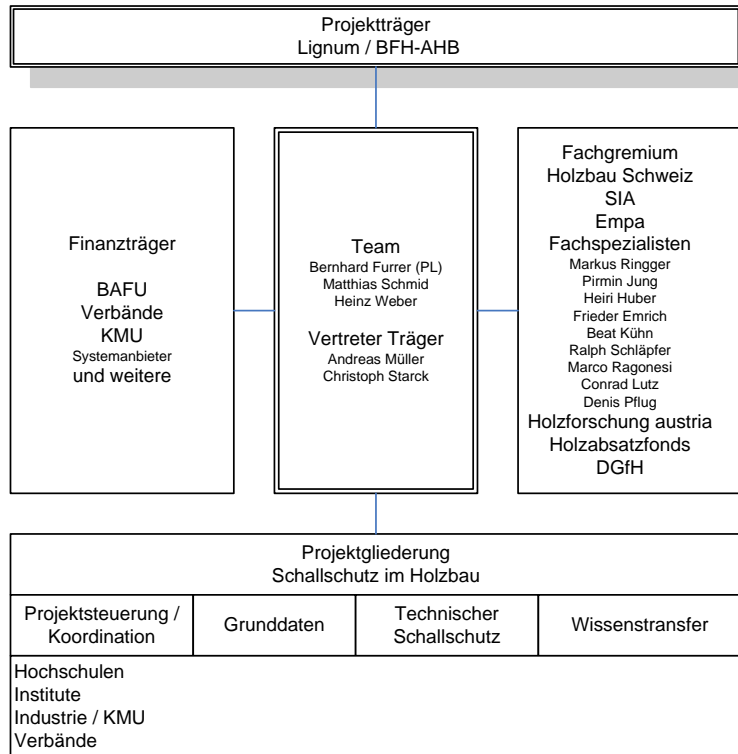 Projektträger
Lignum / BFH-AHB
Finanzträger
BAFU
Verbände
KMU
Systemanbieter
und weitere
Team
Bernhard Furrer (PL)
Matthias Schmid
Heinz Weber
Vertreter Träger
Andreas Müller
Christoph Starck
Fachgremium
Holzbau Schweiz
SIA
Empa
Fachspezialisten
Markus Ringger
Pirmin Jung
Heiri Huber
Frieder Emrich
Beat Kühn
Ralph Schläpfer
Marco Ragonesi
Conrad Lutz
Denis Pflug
Holzforschung austria
Holzabsatzfonds
DGfH
Projektgliederung
Schallschutz im Holzbau
Projektsteuerung /
Koordination
Grunddaten
Technischer
Schallschutz
Wissenstransfer
Hochschulen
Institute
Industrie / KMU
Verbände